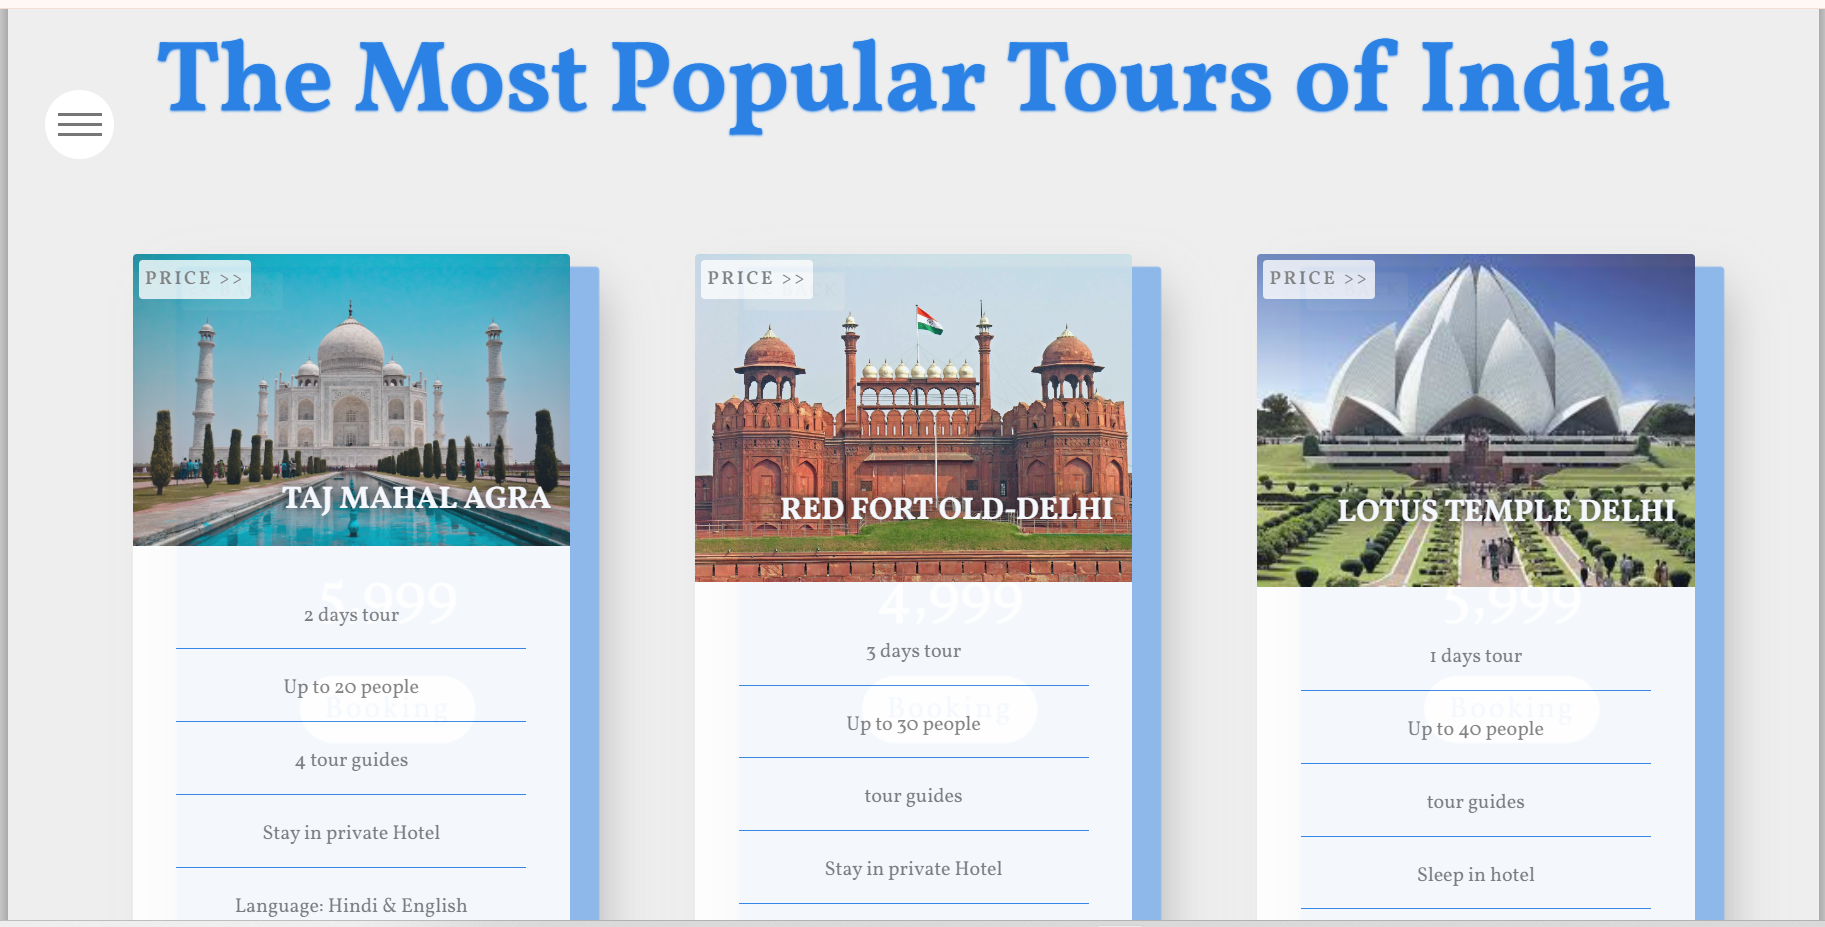 The Most Popular Tours of India
PRICE >>
BACK
TAJ MAHAL AGRA
5,999
2 days tour
Up to 20 people
Booking
4 tour guides
Stay in private Hotel
Language: Hindi & English
PRICE >>
BACK
RED FORT OLD-DELHI
4,999
3 days tour
Booking
Up to 30 people
tour guides
Stay in private Hotel
PRICE >>
BACK
LOTUS TEMPLE DELHI
5,999
1 days tour
Booking
Up to 40 people
tour guides
Sleep in hotel